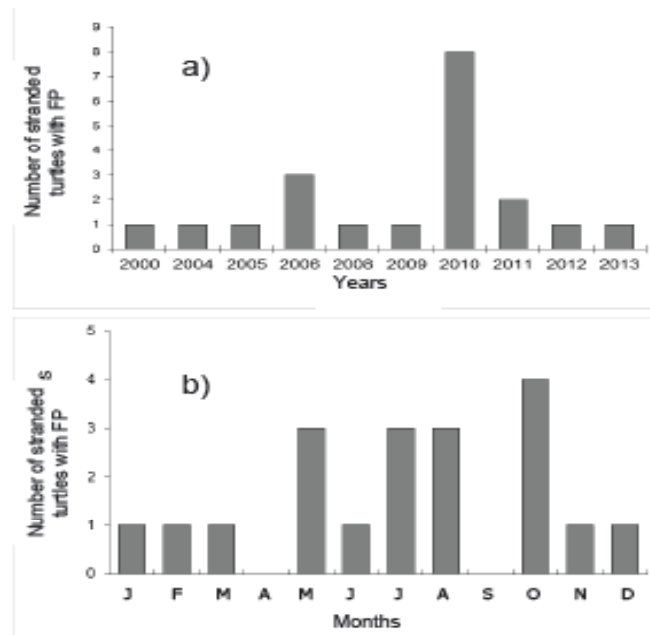 a)
Number of stranded
turtles with FP
9
8
7
6
5
4
3
2
1
0
2000 2004 2005 2006 2008 2009 2010 2011 2012 2013
Years
b)
s
Number of stranded
turtles with FP
5
4
3
2
1
0
J F M A M J J A S O N D
Months